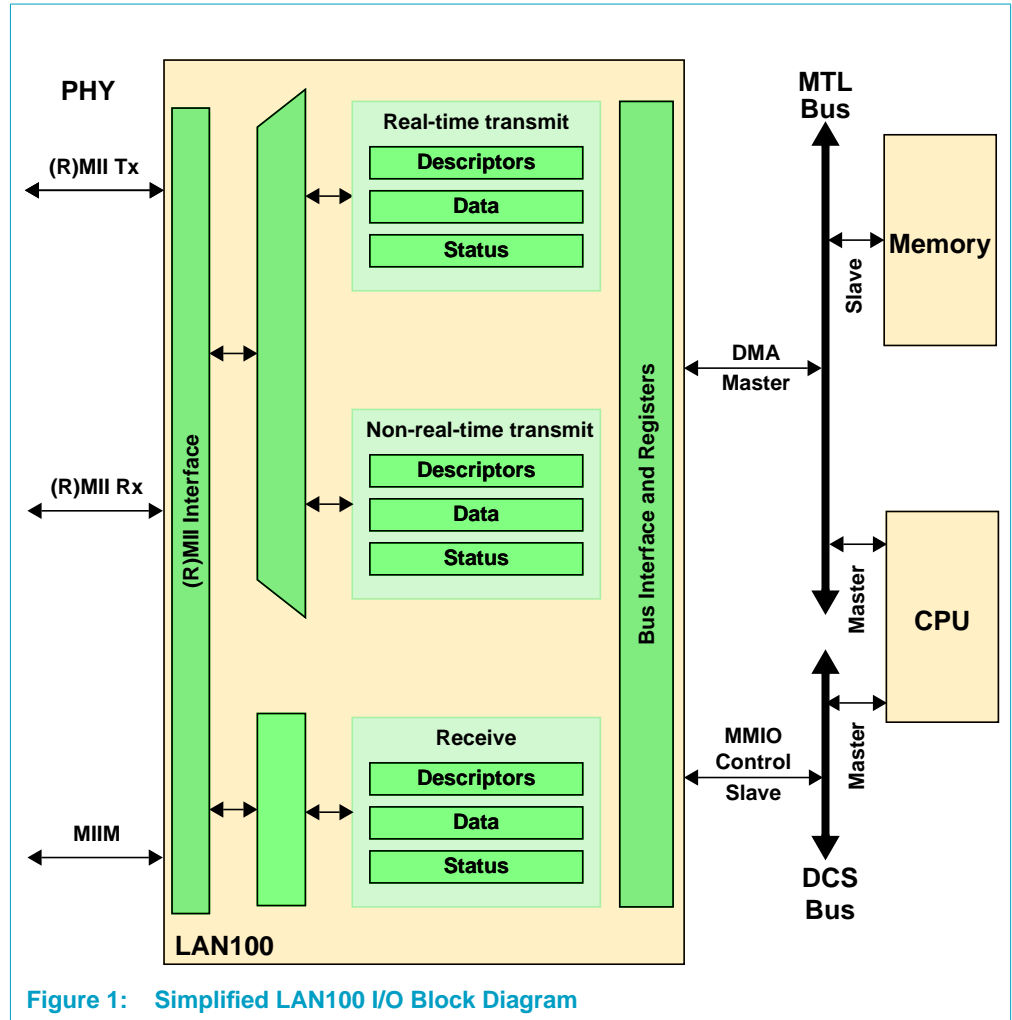 PHY
(R)MII Tx
(R)MII Rx
MIIM
(R)MII Interface
Real-time transmit
Descriptors
Data
Status
Non-real-time transmit
Descriptors
Data
Status
Receive
Descriptors
Data
Status
Bus Interface and Registers
LAN100
DMA
Master
MMIO
Control
Slave
MTL
Bus
Slave
Memory
Master
CPU
Master
DCS
Bus
Figure 1: Simplified LAN100 I/O Block Diagram